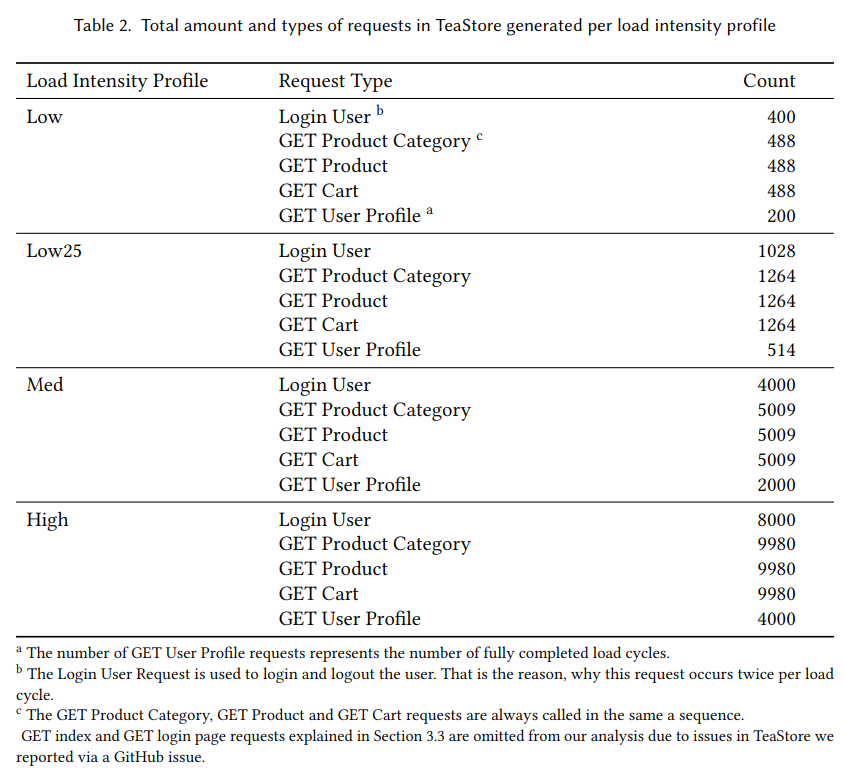 Table 2. Total amount and types of requests in TeaStore generated per load intensity profile
Load Intensity Profile Request Type Count
Low Login User b 400
GET Product Category c 488
GET Product 488
GET Cart 488
GET User Profile a 200
Low25 Login User 1028
GET Product Category 1264
GET Product 1264
GET Cart 1264
GET User Profile 514
Med Login User 4000
GET Product Category 5009
GET Product 5009
GET Cart 5009
GET User Profile 2000
High Login User 8000
GET Product Category 9980
GET Product 9980
GET Cart 9980
GET User Profile 4000
a The number of GET User Profile requests represents the number of fully completed load cycles.
b The Login User Request is used to login and logout the user. That is the reason, why this request occurs twice per load
cycle.
c The GET Product Category, GET Product and GET Cart requests are always called in the same a sequence.
GET index and GET login page requests explained in Section 3.3 are omitted from our analysis due to issues in TeaStore we
reported via a GitHub issue.